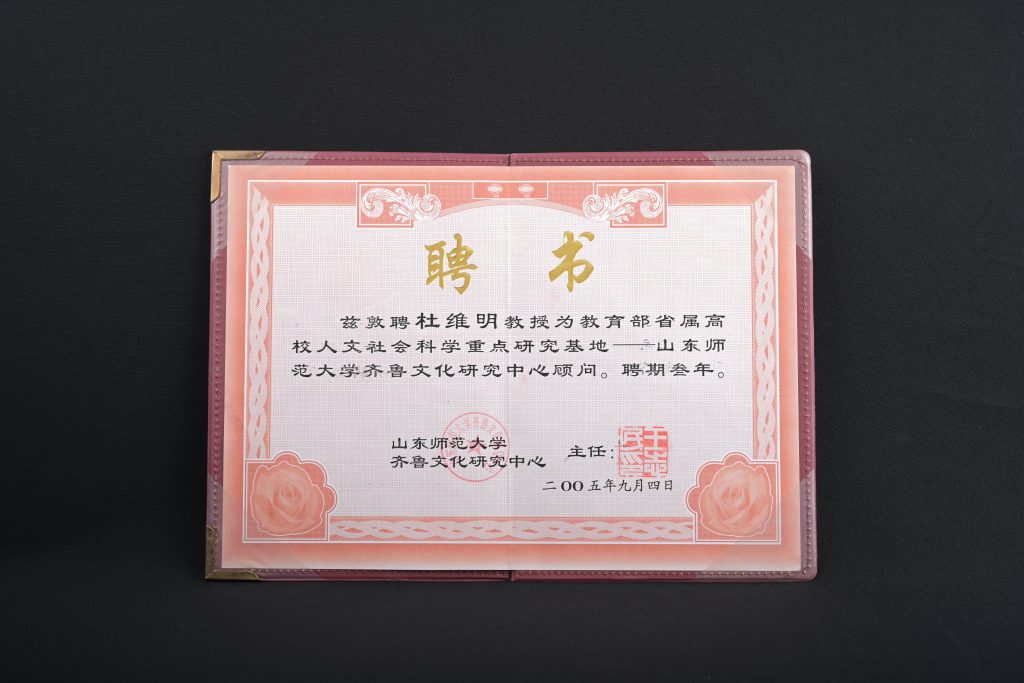 聘 书
兹敦聘杜维明教授为教育部省属高
校人文社会科学重点研究基地——山东师
范大学齐鲁文化研究中心顾问。聘期叁年。
山东师范大学
齐鲁文化研究中心
主任：
二OO五年九月四日